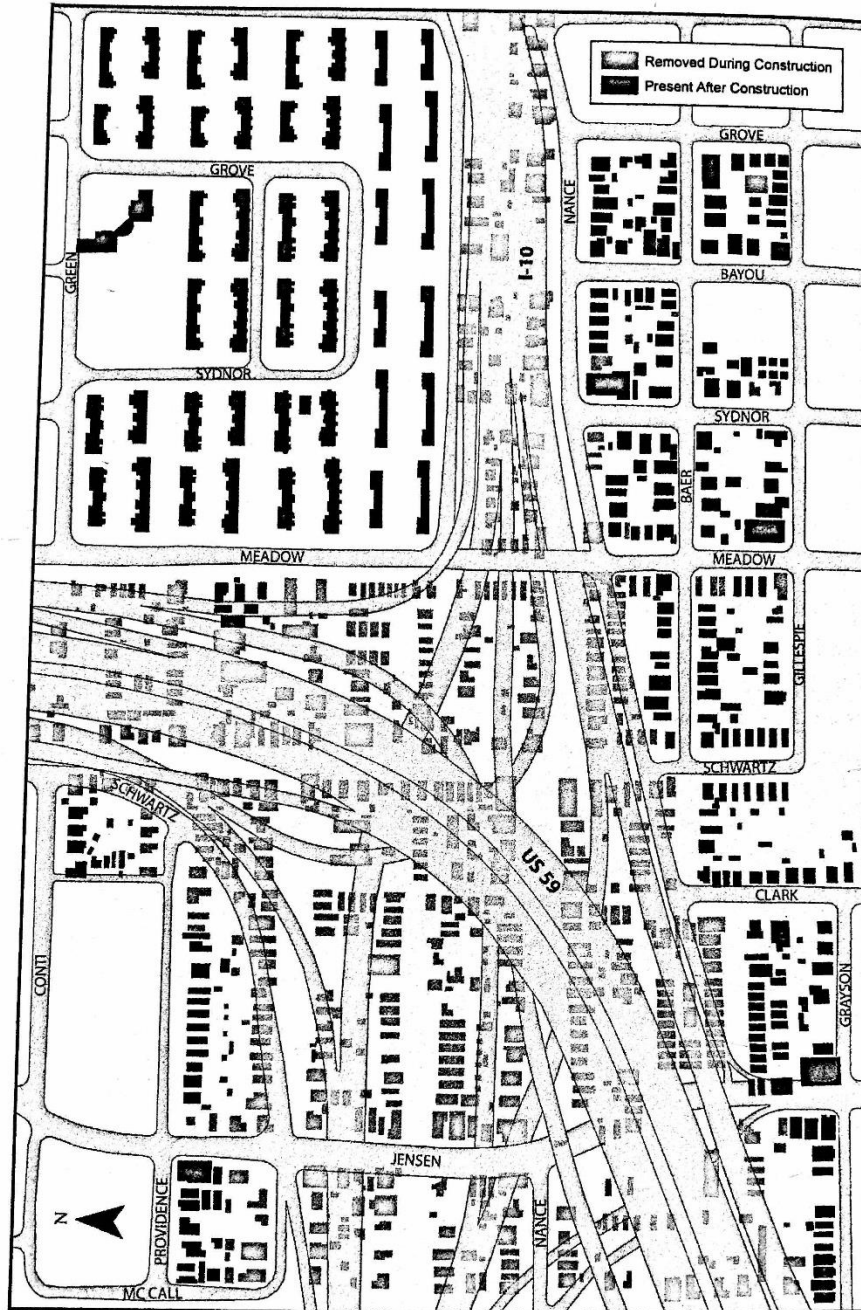 Removed During Construction
Present After Construction
GROVE
GROVE
NANCE
GREEN
I-10
BAYOU
SYDNOR
SYDNOR
BAER
MEADOW
MEADOW
GILLESPIE
SCHWARTZ
SCHWARTZ
US 59
CLARK
CONTI
GRAYSON
JENSEN
N
PROVIDENCE
NANCE
MC CALL